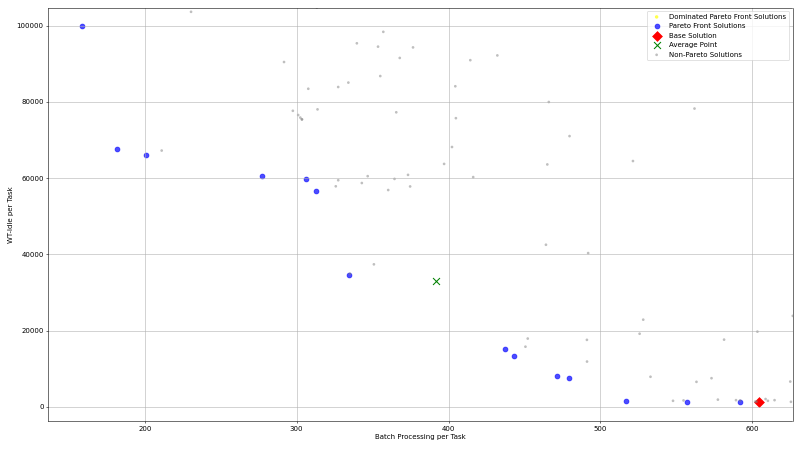 Dominated Pareto Front Solutions
Pareto Front Solutions
Base Solution
Average Point
Non-Pareto Solutions
100000
80000
60000
40000
20000
0
WT-Idle per Task
200
300
400
500
600
Batch Processing per Task